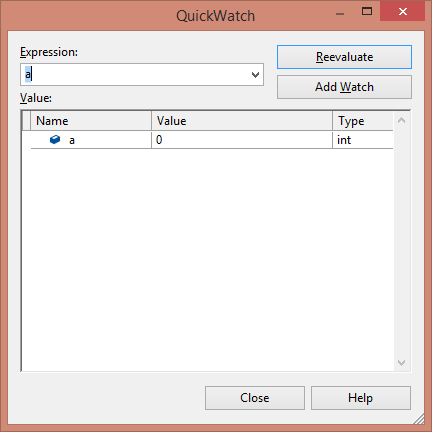 QuickWatch
Expression:
Reevaluate
a
Add Watch
Value:
Name Value Type
a 0 int
Close Help